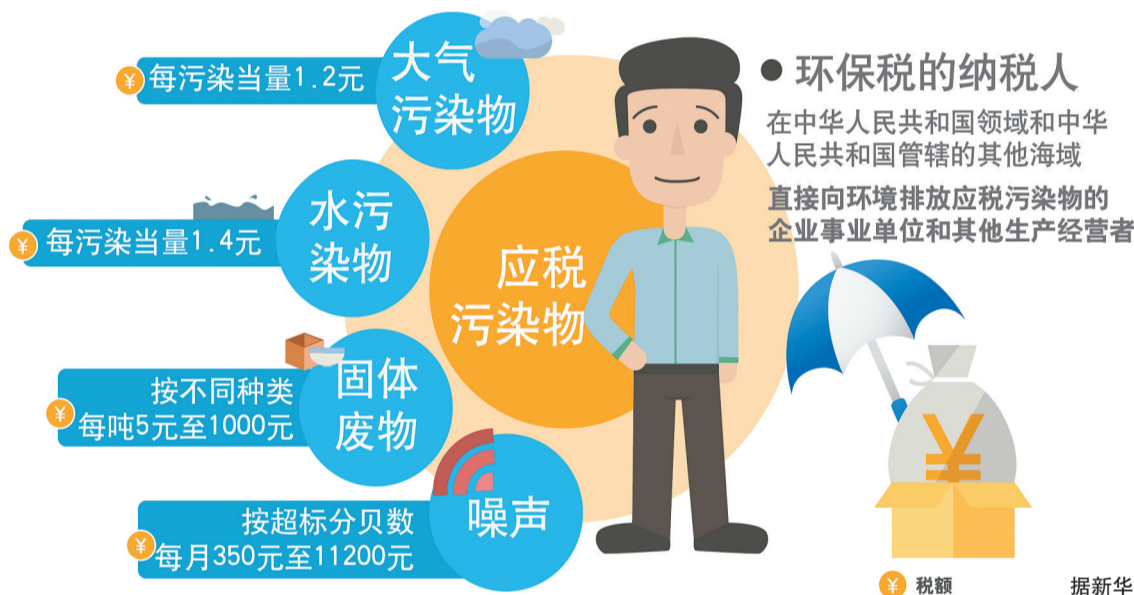 大气
污染物
每污染当量1.2元
水污
染物
每污染当量1.4元
固体
废物
按不同种类
每吨5元至1000元
噪声
按超标分贝数
每月350元至11200元
应税
污染物
● 环保税的纳税人
在中华人民共和国领域和中华
人民共和国管辖的其他海域
直接向环境排放应税污染物的
企业事业单位和其他生产经营者
¥
¥ 税额
据新华